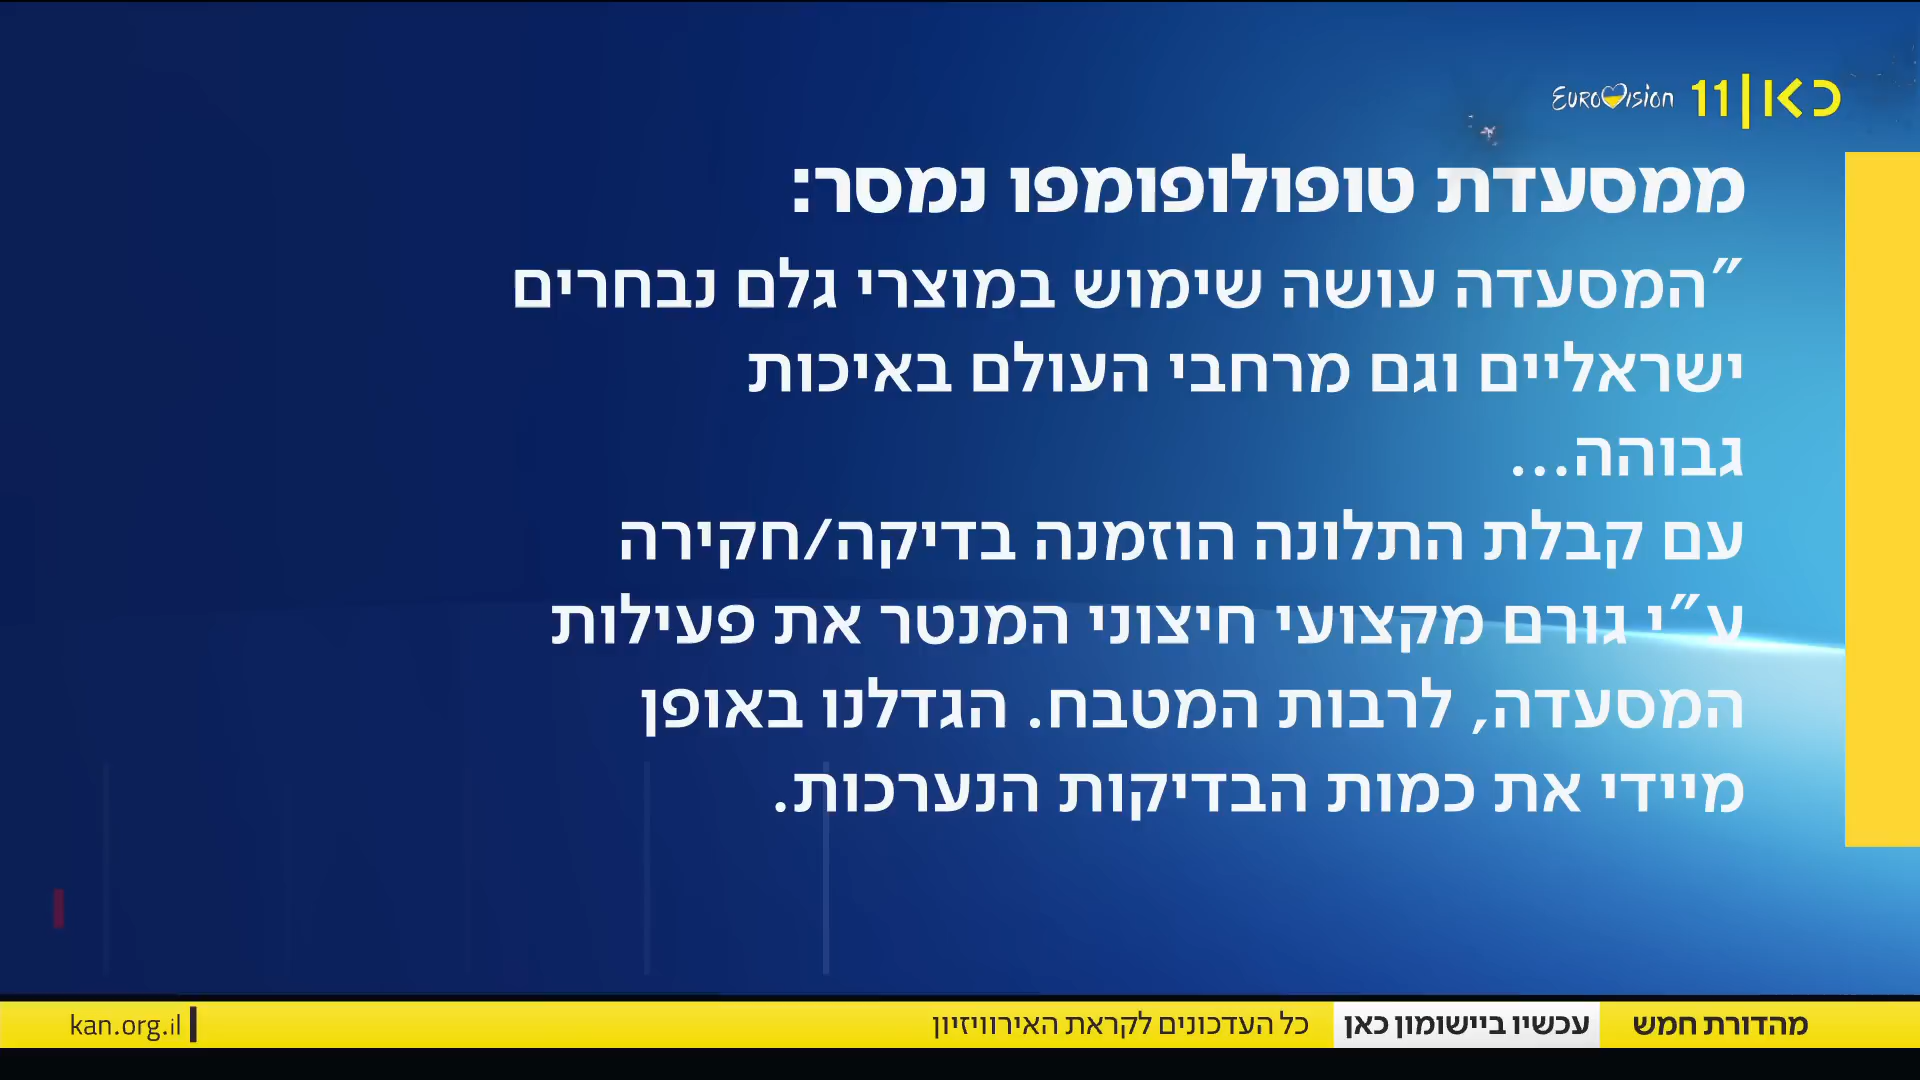 Eurovision
כאן 11
ממסעדת טופולופומפו נמסר:
"המסעדה עושה שימוש במוצרי גלם נבחרים
ישראליים וגם מרחבי העולם באיכות
גבוהה...
עם קבלת התלונה הוזמנה בדיקה/חקירה
ע"י גורם מקצועי חיצוני המנטר את פעילות
המסעדה, לרבות המטבח. הגדלנו באופן
מיידי את כמות הבדיקות הנערכות.
מהדורת חמש
עכשיו ביישומון כאן
כל העדכונים לקראת האירוויזיון
kan.org.il